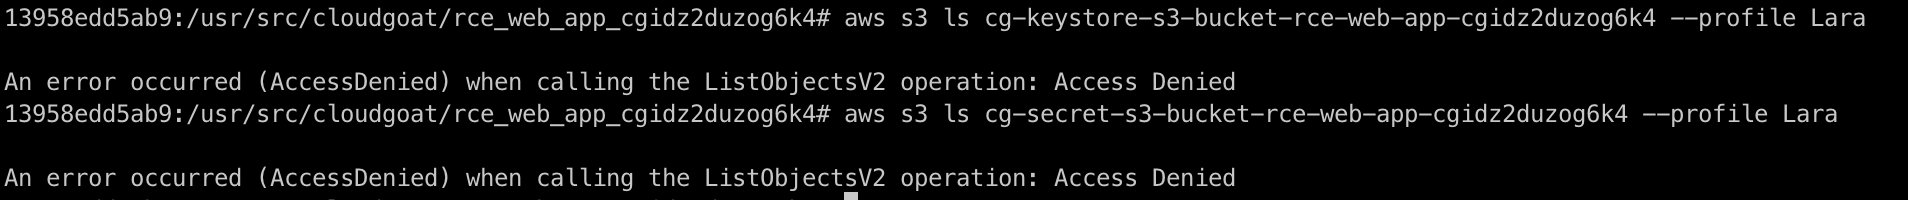 13958edd5ab9:/usr/src/cloudgoat/rce_web_app_cgidz2duzog6k4# aws s3 ls cg-keystore-s3-bucket-rce-web-app-cgidz2duzog6k4 --profile Lara
An error occurred (AccessDenied) when calling the ListObjectsV2 operation: Access Denied
13958edd5ab9:/usr/src/cloudgoat/rce_web_app_cgidz2duzog6k4# aws s3 ls cg-secret-s3-bucket-rce-web-app-cgidz2duzog6k4 --profile Lara
An error occurred (AccessDenied) when calling the ListObjectsV2 operation: Access Denied